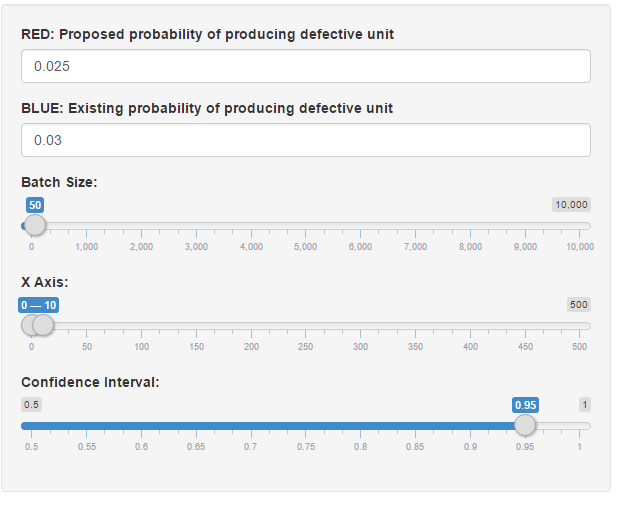 RED: Proposed probability of producing defective unit
0.025
BLUE: Existing probability of producing defective unit
0.03
Batch Size:
50 10,000
0 1,000 2,000 3,000 4,000 5,000 6,000 7,000 8,000 9,000 10,000
X Axis:
0 — 10 500
0 50 100 150 200 250 300 350 400 450 500
Confidence Interval:
0.5 0.95 1
0.5 0.55 0.6 0.65 0.7 0.75 0.8 0.85 0.9 0.95 1